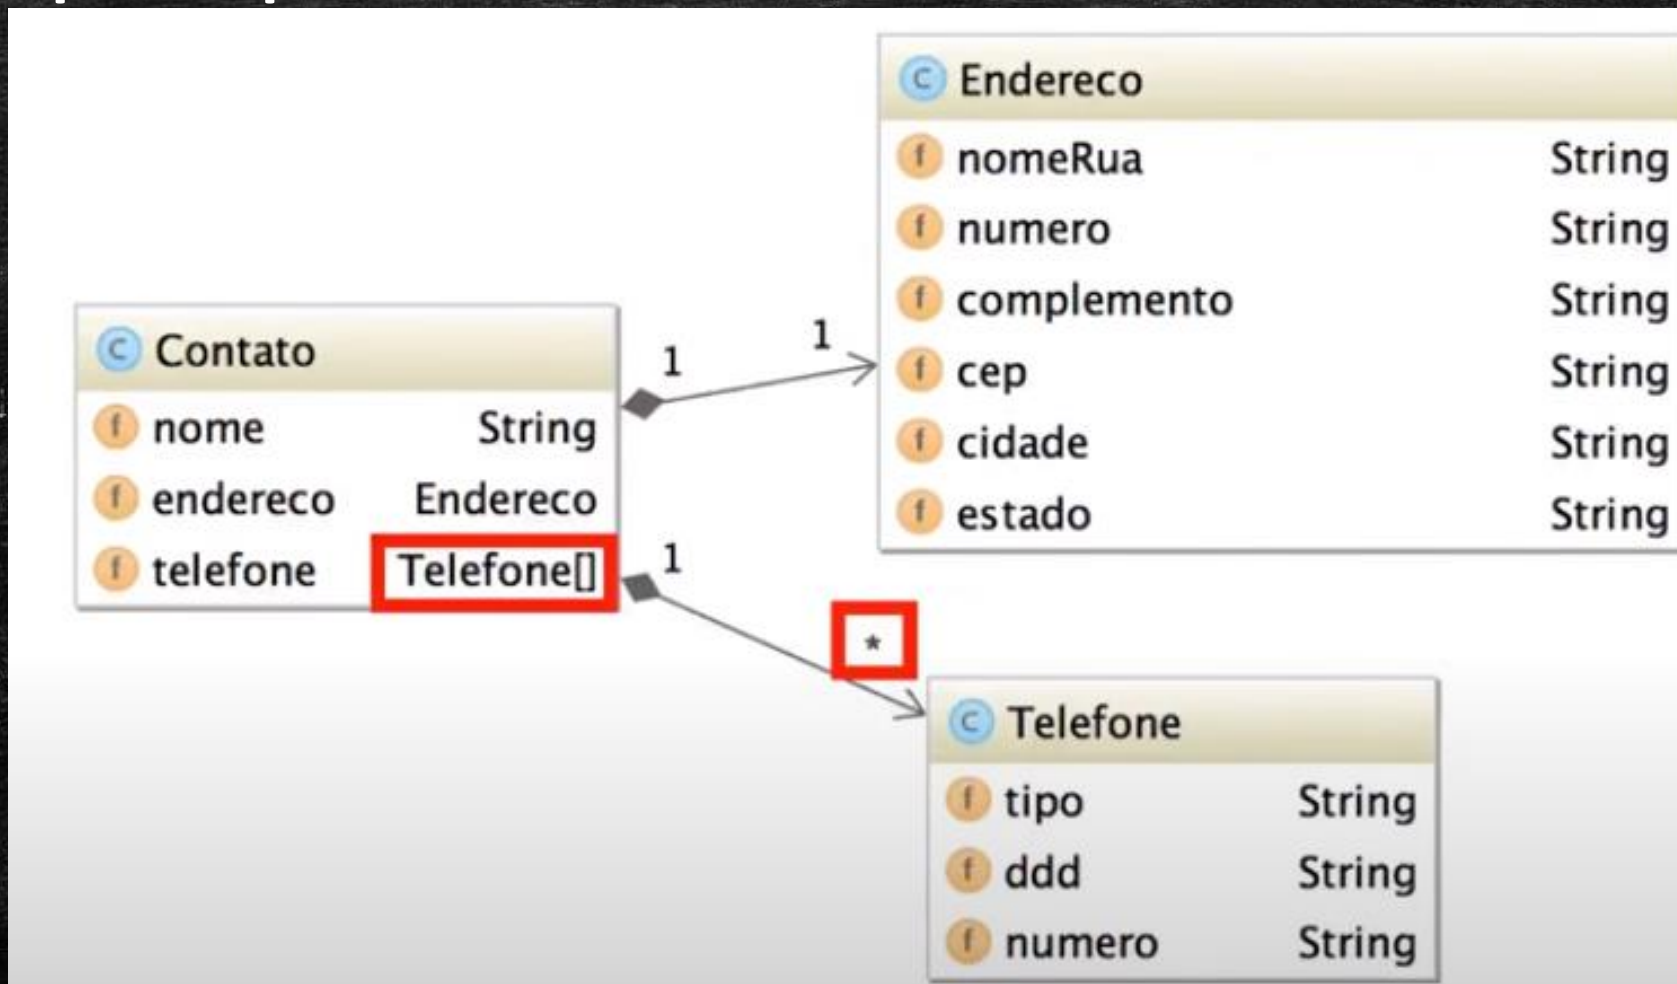 C Endereco
f nomeRua String
f numero String
f complemento String
f cep String
f cidade String
f estado String
C Contato
f nome String
f endereco Endereco
f telefone Telefone[]
1
1
1
*
C Telefone
f tipo String
f ddd String
f numero String